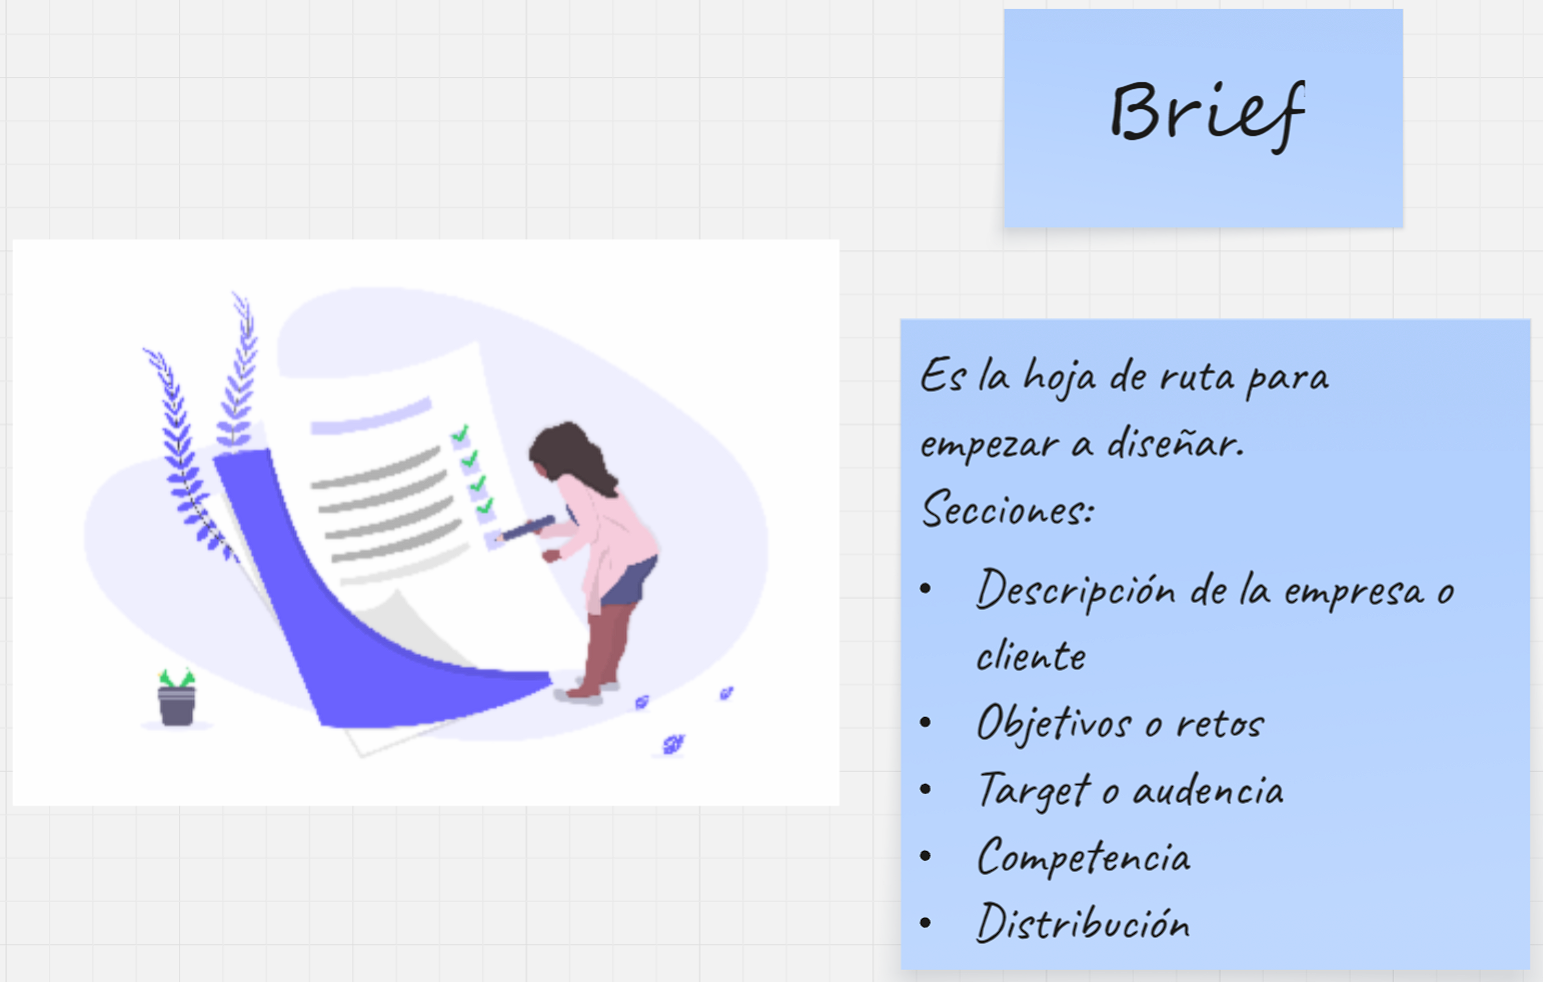 Brief
Es la hoja de ruta para
empezar a diseñar.
Secciones:
• Descripción de la empresa o
cliente
• Objetivos o retos
• Target o audencia
• Competencia
• Distribución